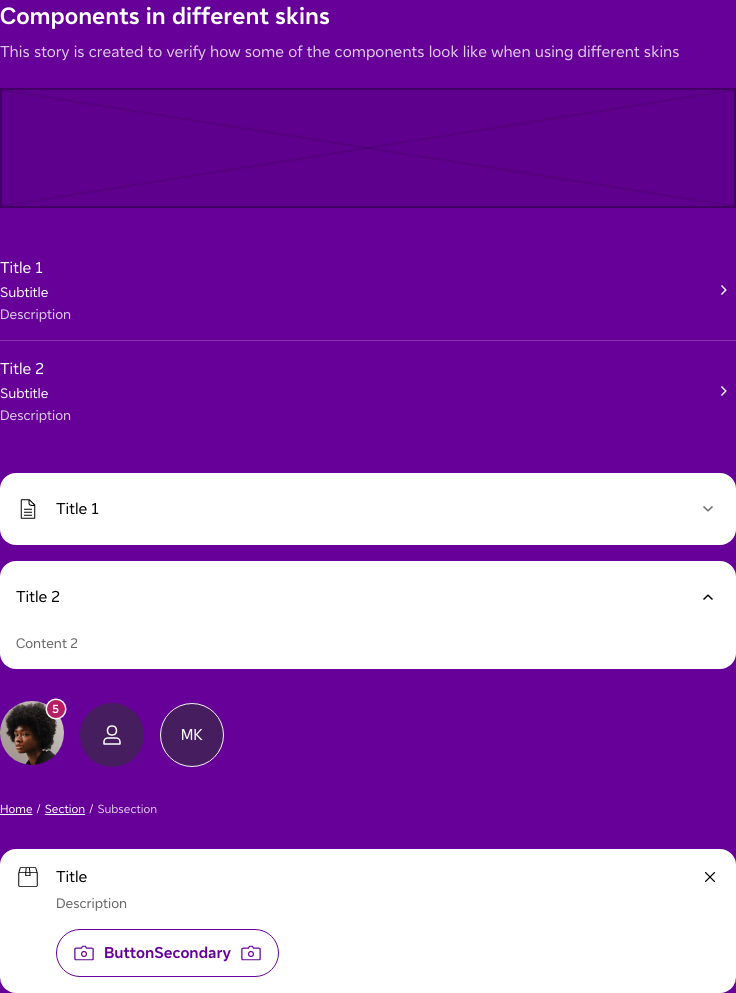 Components in different skins
This story is created to verify how some of the components look like when using different skins
Title 1
Subtitle
Description
Title 2
Subtitle
Description
Title 1
Title 2
Content 2
5
MK
Home / Section / Subsection
Title
Description
ButtonSecondary